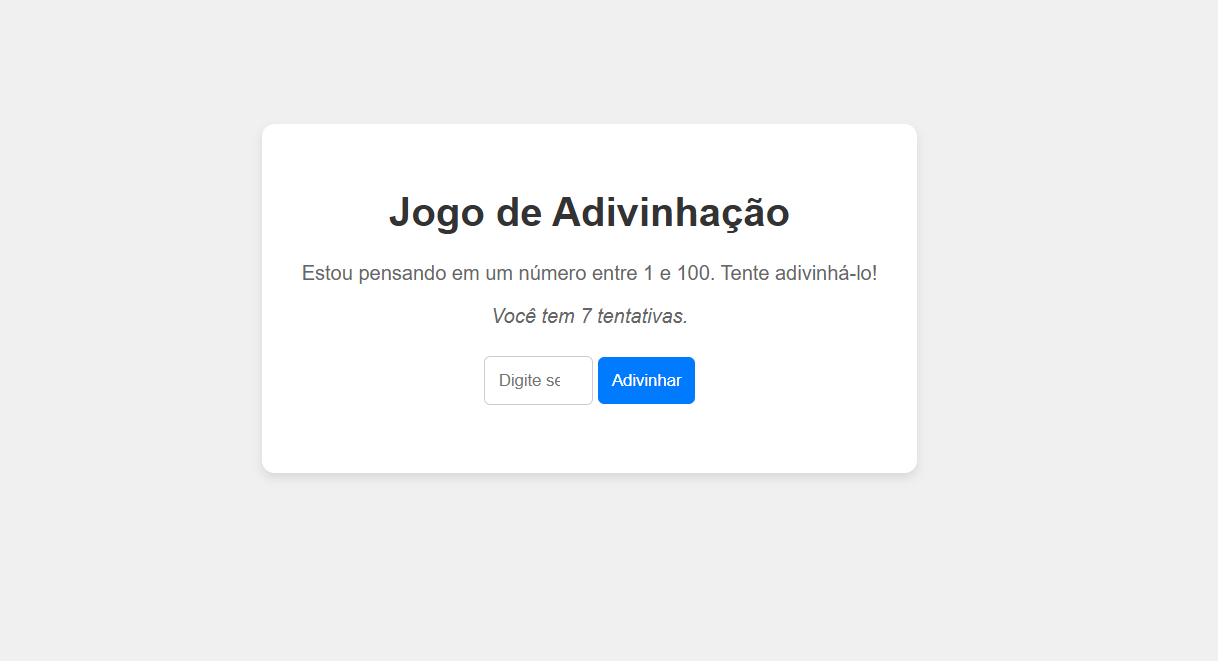 Jogo de Adivinhação
Estou pensando em um número entre 1 e 100. Tente adivinhá-lo!
Você tem 7 tentativas.
Digite se Adivinhar